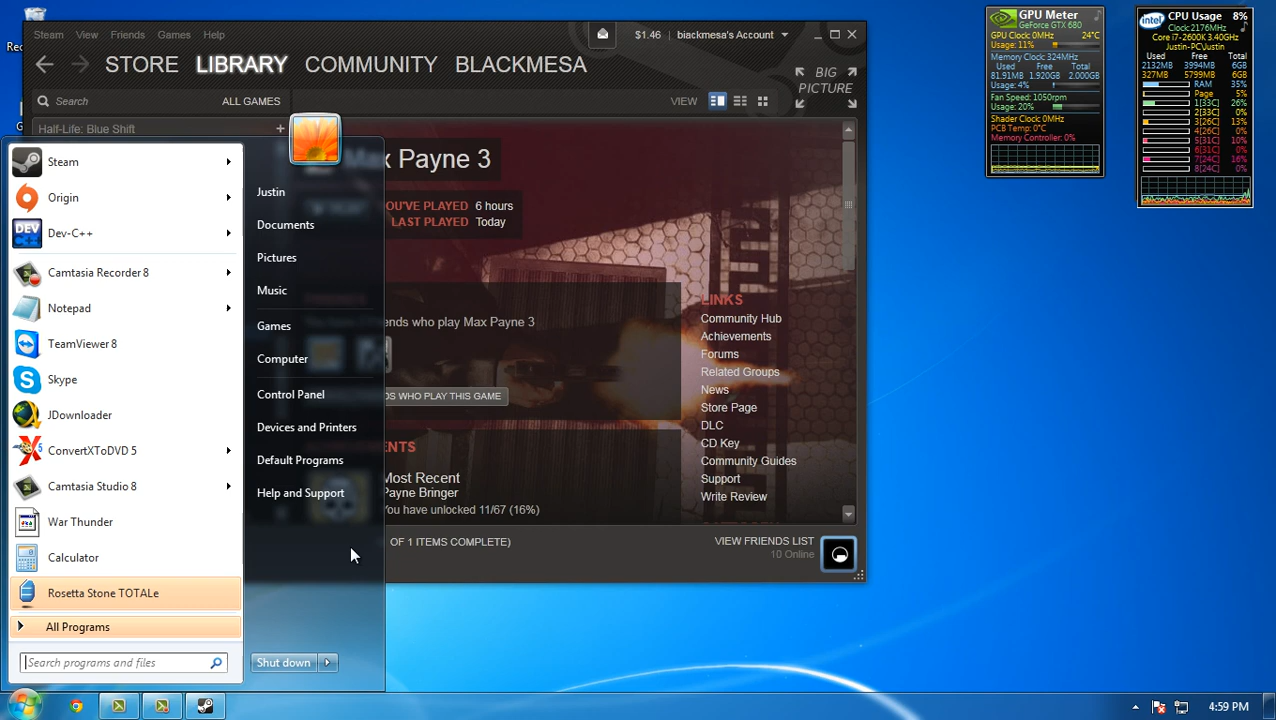 Rec
Steam View Friends Games Help
$1.46 biackmesa's Account
STORE LIBRARY COMMUNITY BLACKMESA
BIG
PICTURE
Search ALL GAMES VIEW
Half-Life: Blue Shift +
Max Payne 3
YOU'VE PLAYED 6 hours
LAST PLAYED Today
ends who play Max Payne 3
DS WHO PLAY THIS GAME
ENTS
Most Recent
Payne Bringer
You have unlocked 11/67 (16%)
LINKS
Community Hub
Achievements
Forums
Related Groups
News
Store Page
DLC
CD Key
Community Guides
Support
Write Review
OF 1 ITEMS COMPLETE)
VIEW FRIENDS LIST
10 Online
Steam
Origin
DEV
C++
Dev-C++
Camtasia Recorder 8
Notepad
TeamViewer 8
Skype
JDownloader
ConvertXToDVD 5
Camtasia Studio 8
War Thunder
Calculator
Rosetta Stone TOTALe
All Programs
Search programs and files
Justin
Documents
Pictures
Music
Games
Computer
Control Panel
Devices and Printers
Default Programs
Help and Support
Shut down
GPU Meter
GeForce GTX 680
GPU Clock: 0MHz 24°C
Usage: 11%
Memory Clock: 324MHz
Used Free Total
81.91MB 1.920GB 2.000GB
Usage: 4%
Fan Speed: 1050rpm
Usage: 20%
Shader Clock: 0MHz
PCB Temp: 0°C
Memory Controller: 0%
intel
CPU Usage 8%
Clock: 2176MHz
Core i7-2600K 3.40GHz
Justin-PC\Justin
Used Free Total
2132MB 3994MB 6GB
327MB 5799MB 6GB
RAM 35%
Page 5%
1(33C) 26%
2(33C) 0%
3(26C) 13%
4(26C) 0%
5(31C) 10%
6(31C) 0%
7(24C) 16%
8(24C) 0%
4:59 PM